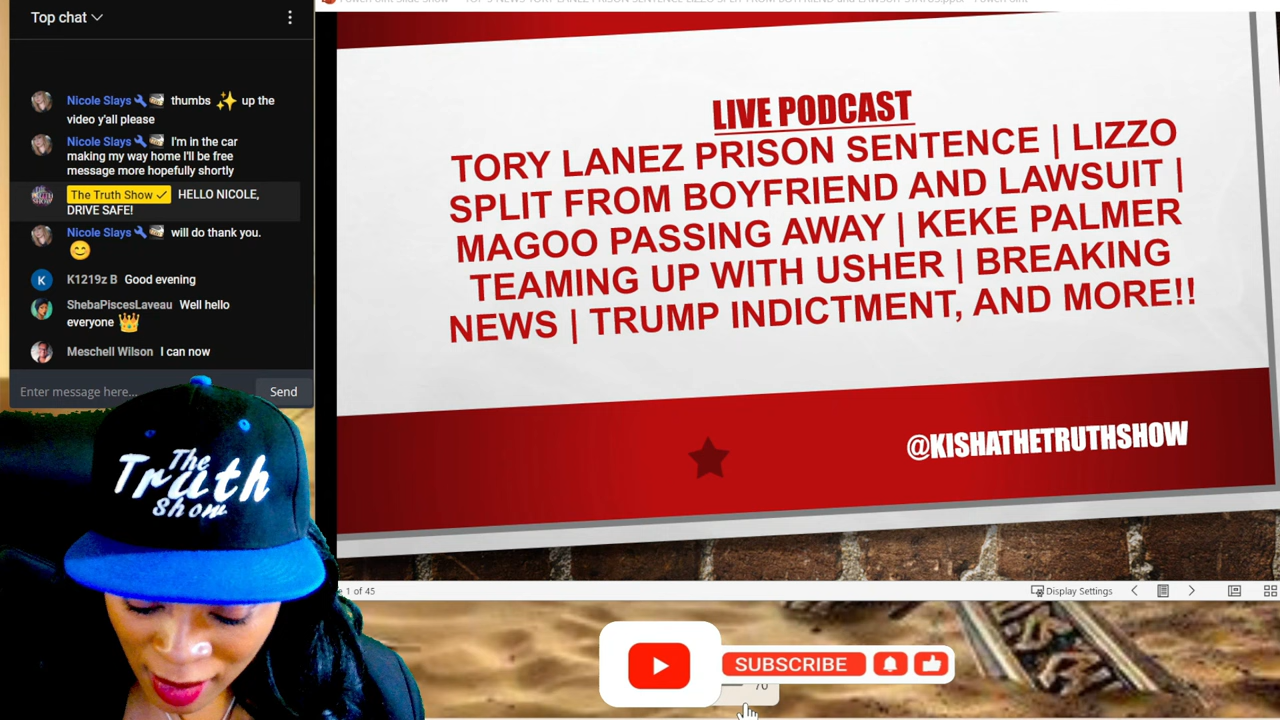 Top chat
Nicole Slays thumbs up the
video y'all please
Nicole Slays I'm in the car
making my way home I'll be free
message more hopefully shortly
The Truth Show HELLO NICOLE,
DRIVE SAFE!
Nicole Slays will do thank you.
K K1219z B Good evening
ShebaPiscesLaveau Well hello
everyone
Meschell Wilson I can now
Enter message here... Send
The
Truth
Show
LIVE PODCAST
TORY LANEZ PRISON SENTENCE | LIZZO
SPLIT FROM BOYFRIEND AND LAWSUIT |
MAGOO PASSING AWAY | KEKE PALMER
TEAMING UP WITH USHER | BREAKING
NEWS | TRUMP INDICTMENT, AND MORE!!
@KISHATHETRUTHSHOW
1 of 45
Display Settings
SUBSCRIBE